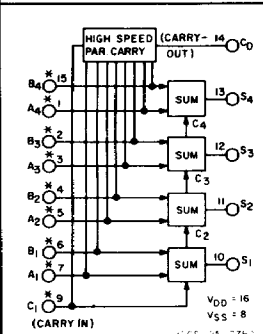 HIGH SPEED PAR. CARRY
(CARRY-OUT) 14 CO
* B4 15
* A4 1
SUM 13 S4
C4
* B3 2
* A3 3
SUM 12 S3
C3
* B2 4
* A2 5
SUM 11 S2
C2
* B1 6
* A1 7
SUM 10 S1
* C1 9
(CARRY IN)
VDD = 16
VSS = 8